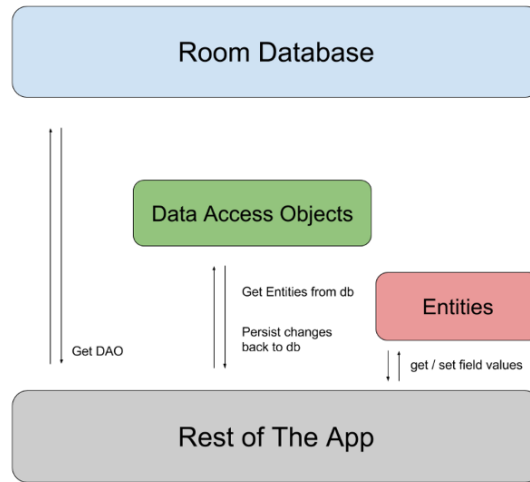 Room Database
Data Access Objects
Get Entities from db
Entities
Persist changes
back to db
Get DAO
get / set field values
Rest of The App